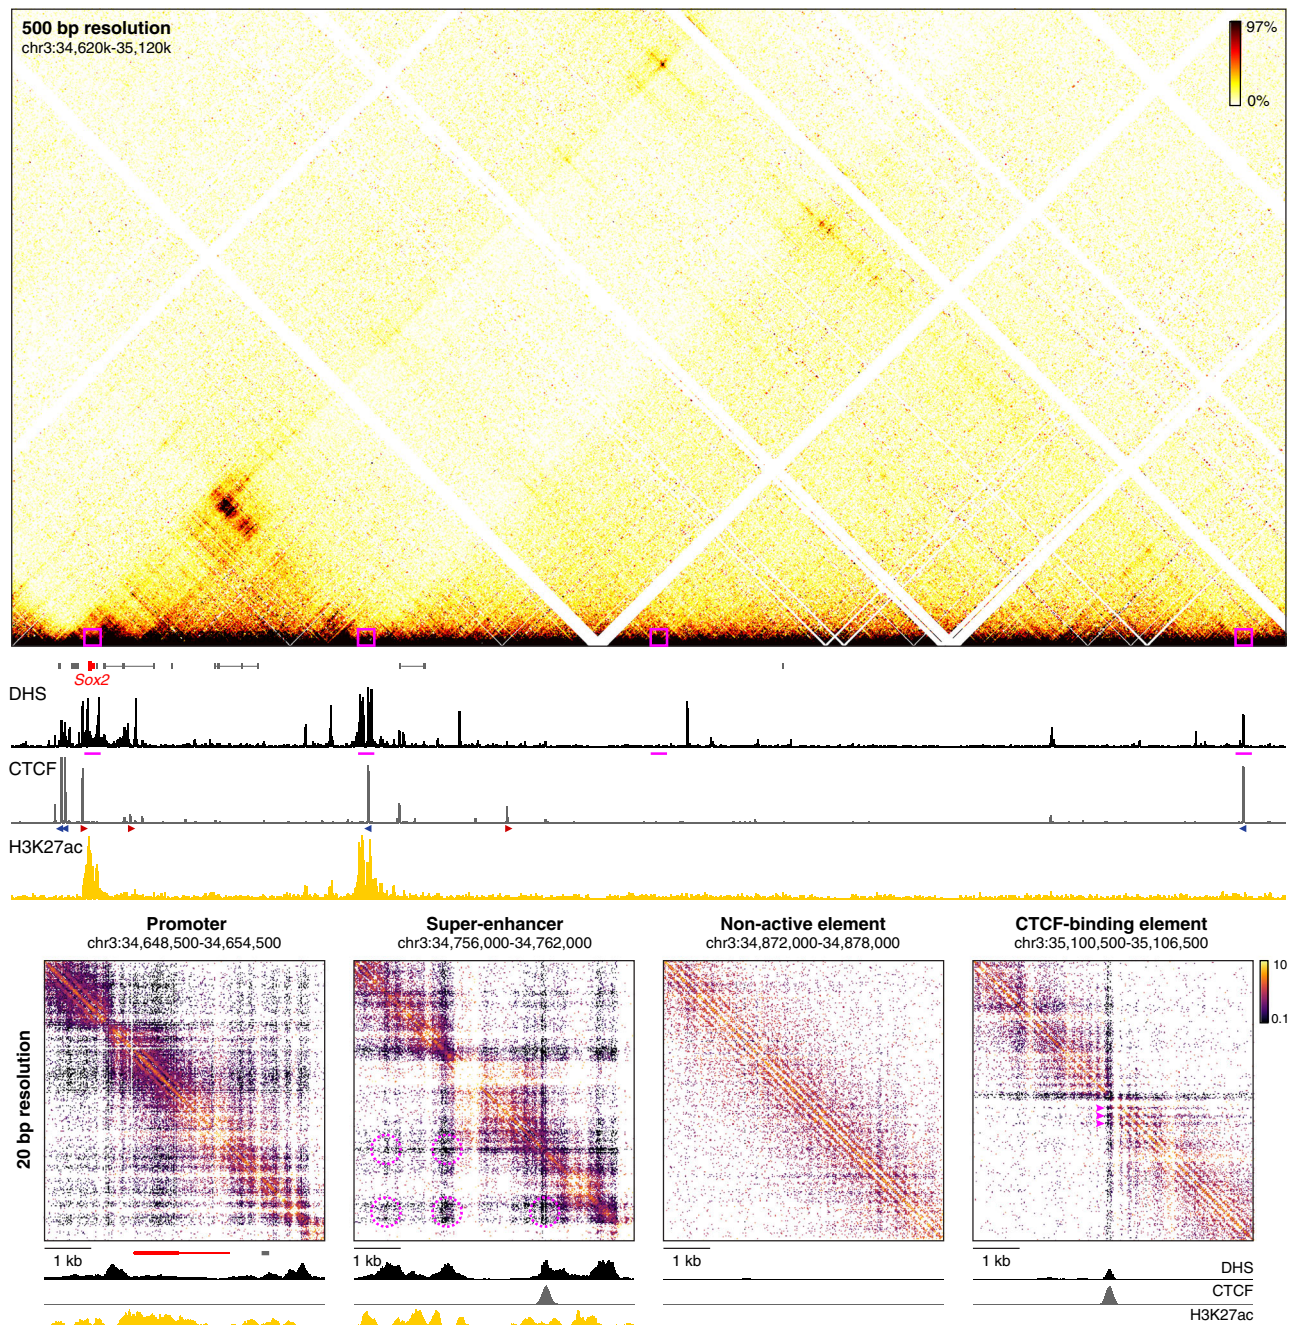 500 bp resolution
chr3:34,620k-35,120k
97%
0%
Sox2
DHS
CTCF
H3K27ac
Promoter
chr3:34,648,500-34,654,500
Super-enhancer
chr3:34,756,000-34,762,000
Non-active element
chr3:34,872,000-34,878,000
CTCF-binding element
chr3:35,100,500-35,106,500
20 bp resolution
10
0.1
1 kb
1 kb
1 kb
1 kb
DHS
CTCF
H3K27ac